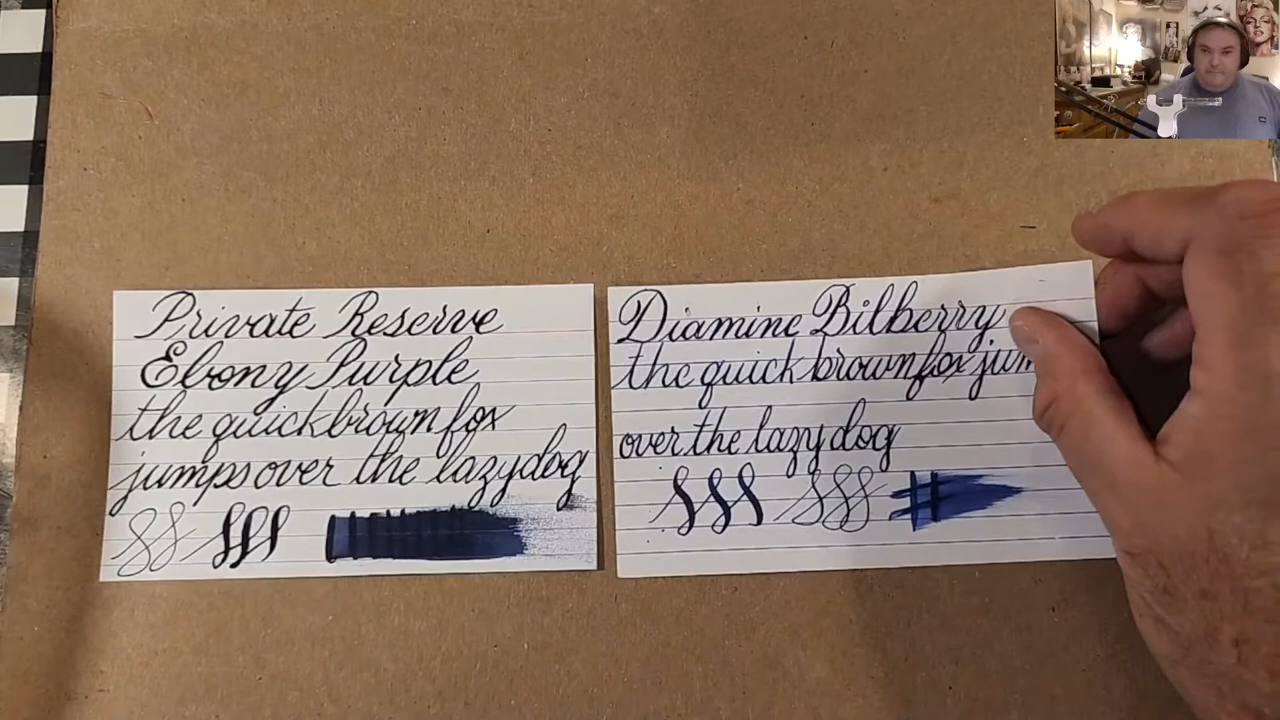 Private Reserve
Ebony Purple
the quick brown fox
jumps over the lazy dog
Diamine Bilberry
the quick brown fox jum
over the lazy dog